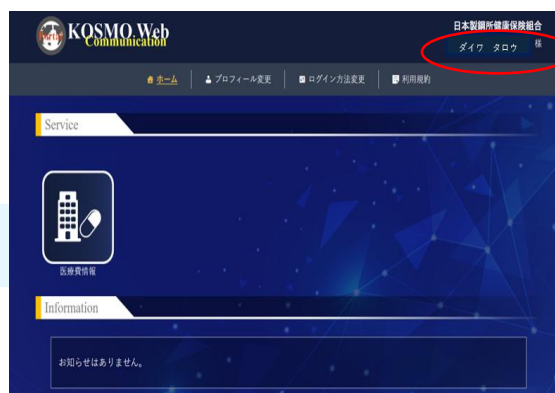 KOSMO Web
Communication
Portal
日本製鋼所健康保険組合
ダイワ タロウ 様
ホーム
プロフィール変更
ログイン方法変更
利用規約
Service
医療費情報
Information
お知らせはありません。